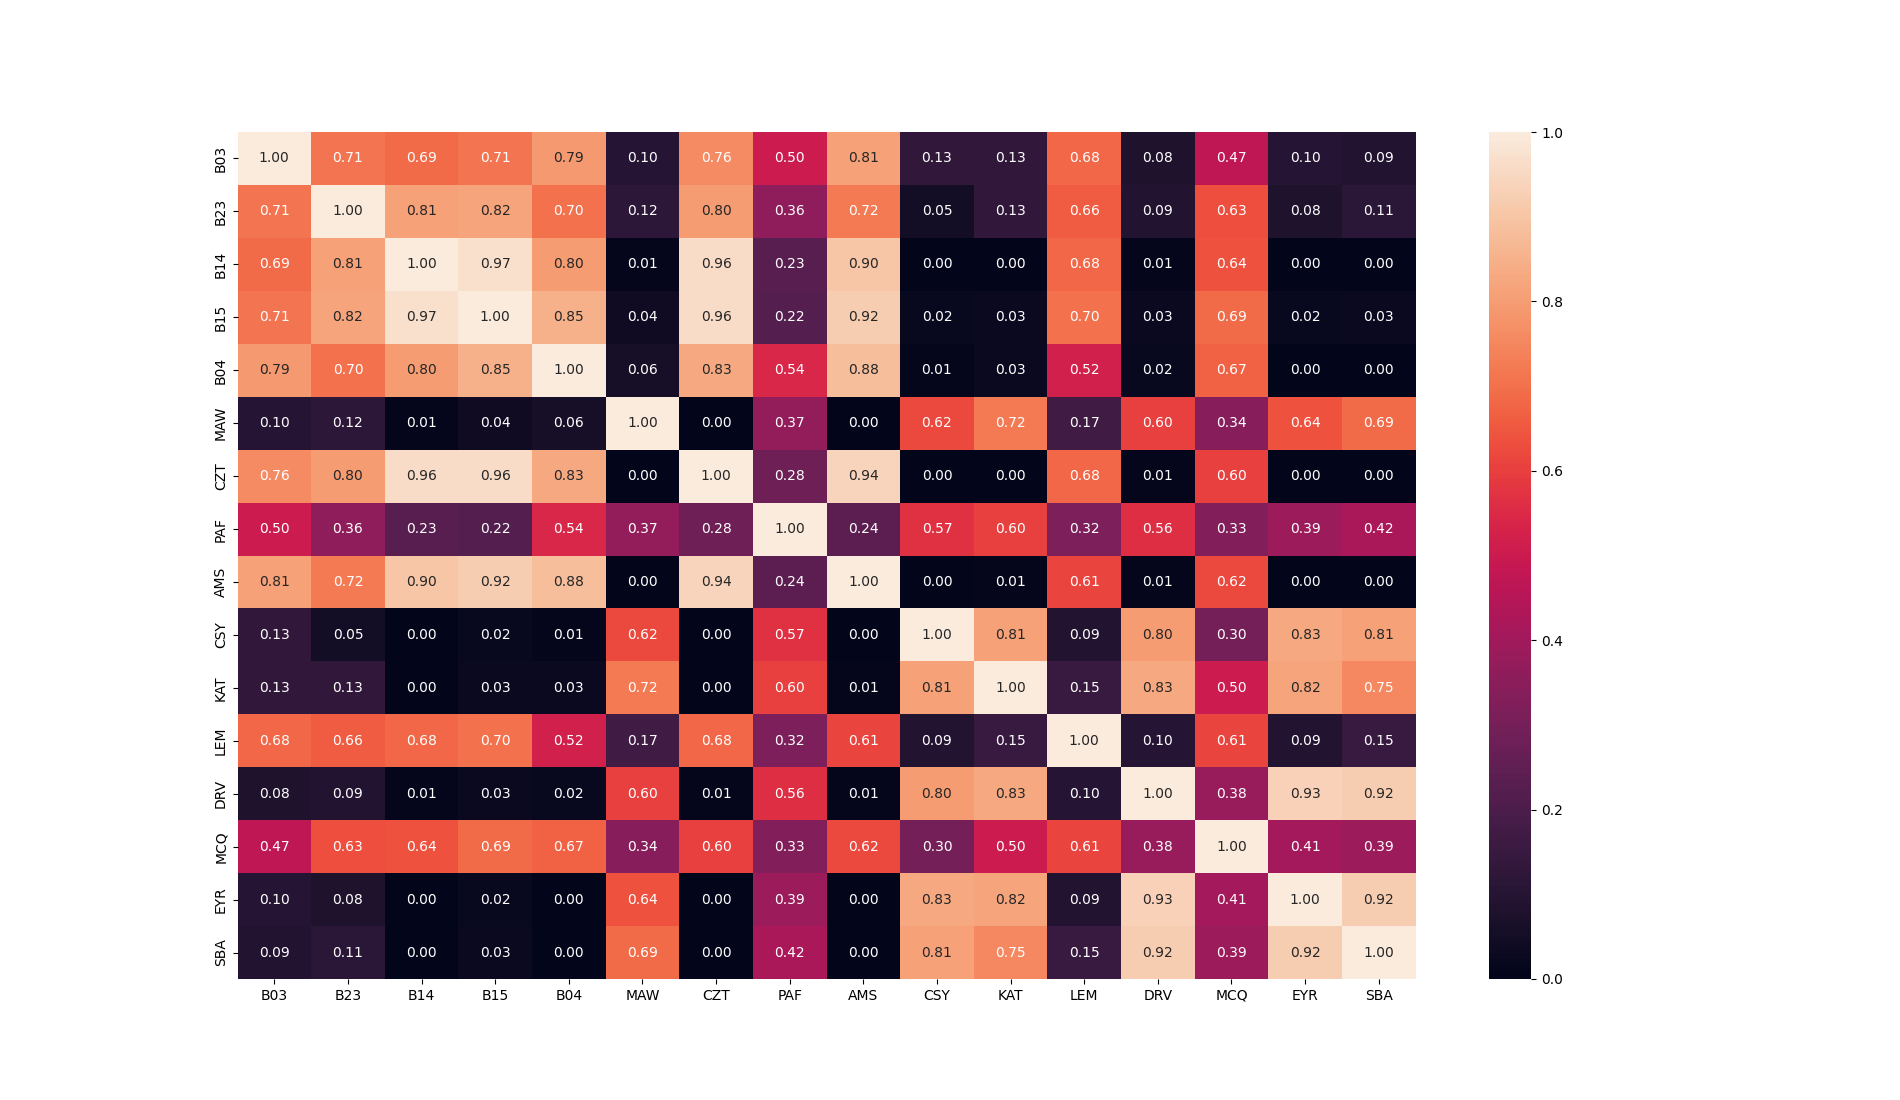 B03 1.00 0.71 0.69 0.71 0.79 0.10 0.76 0.50 0.81 0.13 0.13 0.68 0.08 0.47 0.10 0.09
B23 0.71 1.00 0.81 0.82 0.70 0.12 0.80 0.36 0.72 0.05 0.13 0.66 0.09 0.63 0.08 0.11
B14 0.69 0.81 1.00 0.97 0.80 0.01 0.96 0.23 0.90 0.00 0.00 0.68 0.01 0.64 0.00 0.00
B15 0.71 0.82 0.97 1.00 0.85 0.04 0.96 0.22 0.92 0.02 0.03 0.70 0.03 0.69 0.02 0.03
B04 0.79 0.70 0.80 0.85 1.00 0.06 0.83 0.54 0.88 0.01 0.03 0.52 0.02 0.67 0.00 0.00
MAW 0.10 0.12 0.01 0.04 0.06 1.00 0.00 0.37 0.00 0.62 0.72 0.17 0.60 0.34 0.64 0.69
CZT 0.76 0.80 0.96 0.96 0.83 0.00 1.00 0.28 0.94 0.00 0.00 0.68 0.01 0.60 0.00 0.00
PAF 0.50 0.36 0.23 0.22 0.54 0.37 0.28 1.00 0.24 0.57 0.60 0.32 0.56 0.33 0.39 0.42
AMS 0.81 0.72 0.90 0.92 0.88 0.00 0.94 0.24 1.00 0.00 0.01 0.61 0.01 0.62 0.00 0.00
CSY 0.13 0.05 0.00 0.02 0.01 0.62 0.00 0.57 0.00 1.00 0.81 0.09 0.80 0.30 0.83 0.81
KAT 0.13 0.13 0.00 0.03 0.03 0.72 0.00 0.60 0.01 0.81 1.00 0.15 0.83 0.50 0.82 0.75
LEM 0.68 0.66 0.68 0.70 0.52 0.17 0.68 0.32 0.61 0.09 0.15 1.00 0.10 0.61 0.09 0.15
DRV 0.08 0.09 0.01 0.03 0.02 0.60 0.01 0.56 0.01 0.80 0.83 0.10 1.00 0.38 0.93 0.92
MCQ 0.47 0.63 0.64 0.69 0.67 0.34 0.60 0.33 0.62 0.30 0.50 0.61 0.38 1.00 0.41 0.39
EYR 0.10 0.08 0.00 0.02 0.00 0.64 0.00 0.39 0.00 0.83 0.82 0.09 0.93 0.41 1.00 0.92
SBA 0.09 0.11 0.00 0.03 0.00 0.69 0.00 0.42 0.00 0.81 0.75 0.15 0.92 0.39 0.92 1.00
B03 B23 B14 B15 B04 MAW CZT PAF AMS CSY KAT LEM DRV MCQ EYR SBA
1.0
0.8
0.6
0.4
0.2
0.0